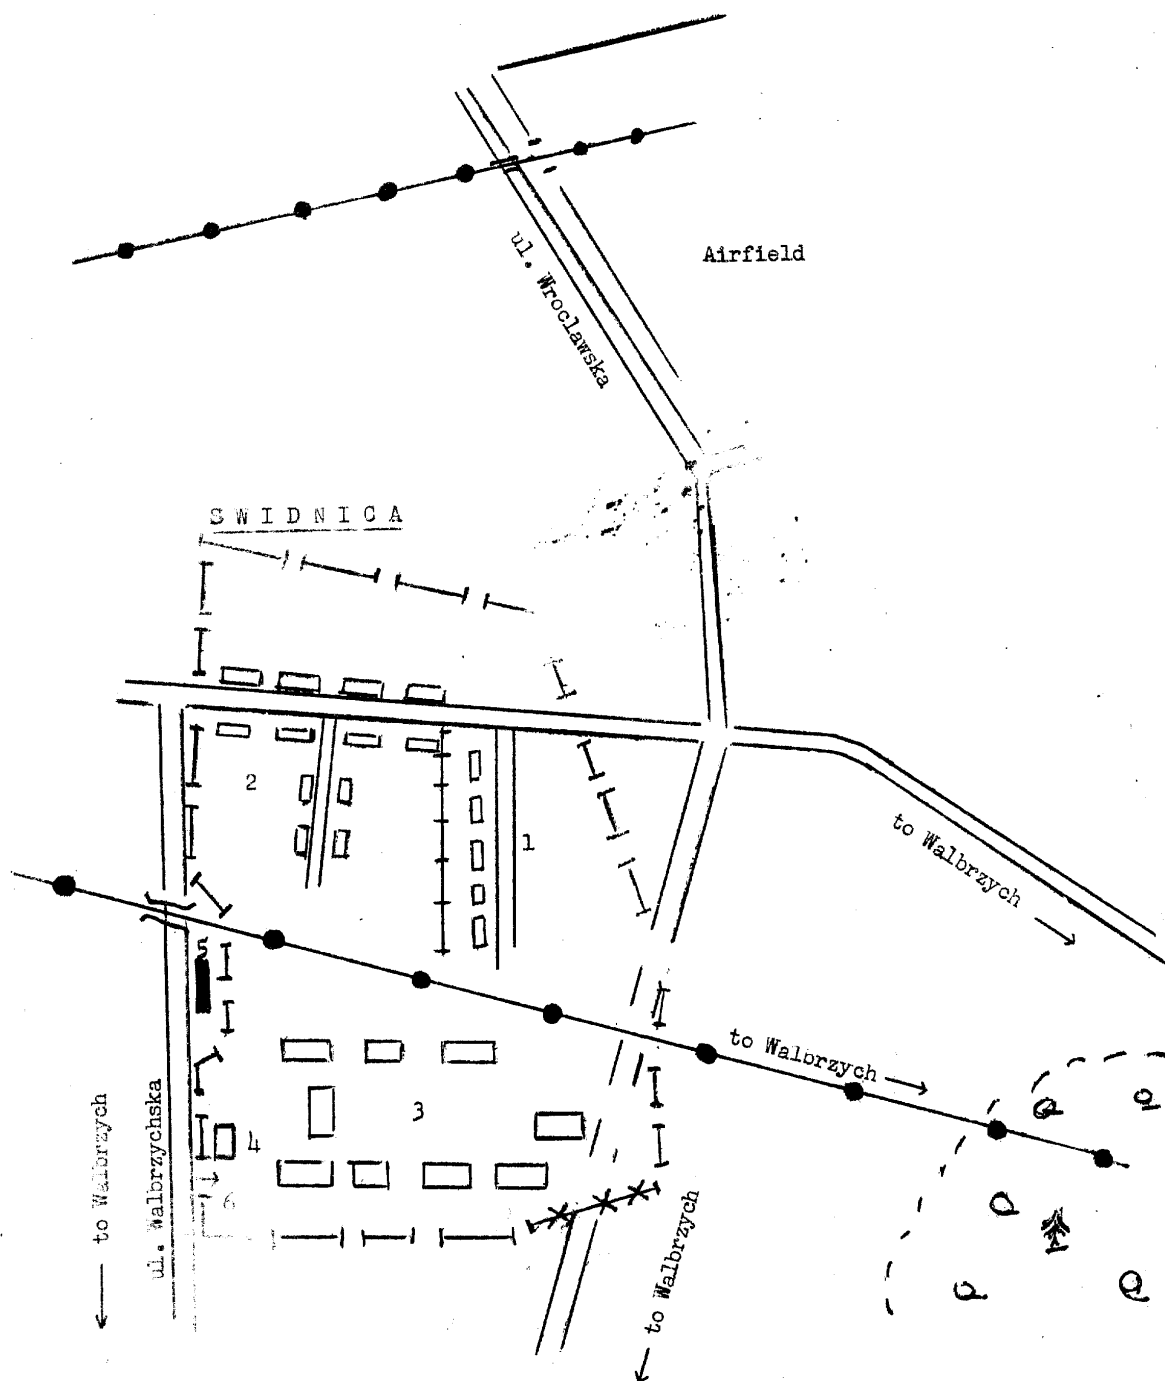 Airfield
ul. Wroclawska
SWIDNICA
2
1
to Walbrzych
5
to Walbrzych
3
4
6
to Walbrzych
ul. Walbrzychska
to Walbrzych